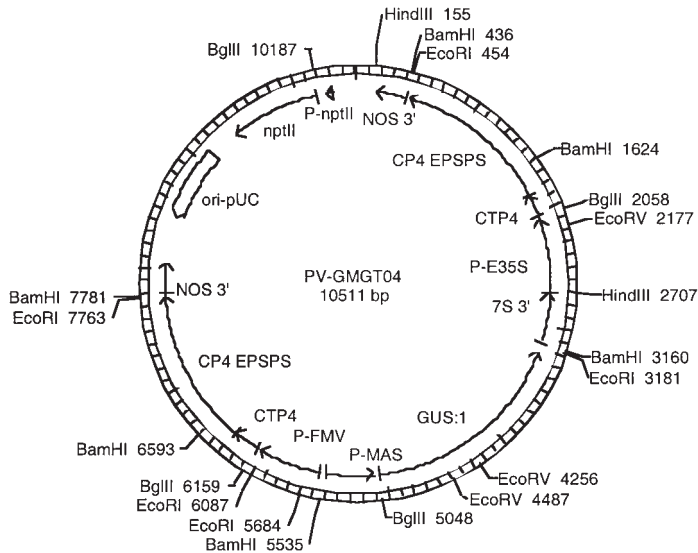 HindIII 155
BamHI 436
EcoRI 454
BglII 10187
P-nptII
NOS 3'
nptII
CP4 EPSPS
BamHI 1624
ori-pUC
BglII 2058
CTP4
EcoRV 2177
P-E35S
PV-GMGT04
10511 bp
NOS 3'
BamHI 7781
EcoRI 7763
7S 3'
HindIII 2707
CP4 EPSPS
BamHI 3160
EcoRI 3181
GUS:1
CTP4
P-FMV
P-MAS
BamHI 6593
EcoRV 4256
BglII 6159
EcoRI 6087
EcoRV 4487
EcoRI 5684
BglII 5048
BamHI 5535